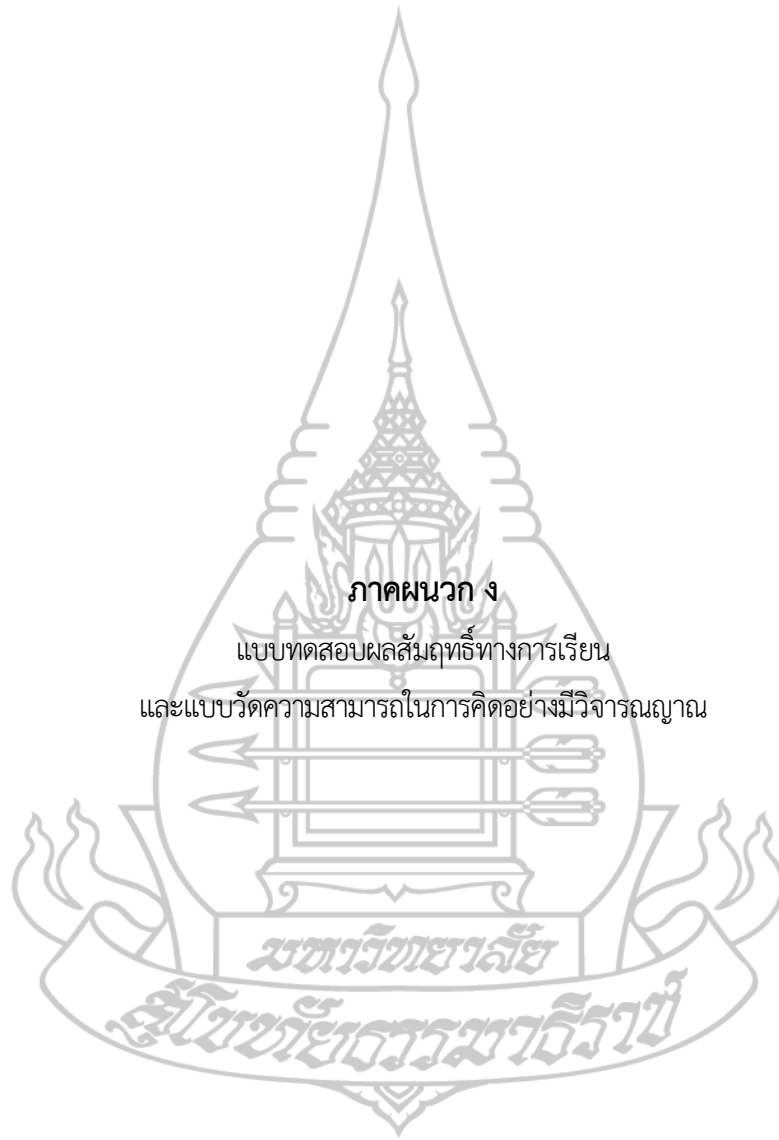 ภาคผนวก ง
แบบทดสอบผลสัมฤทธิ์ทางการเรียน
และแบบวัดความสามารถในการคิดอย่างมีวิจารณญาณ
มหาวิทยาลัย
สุโขทัยธรรมาธิราช